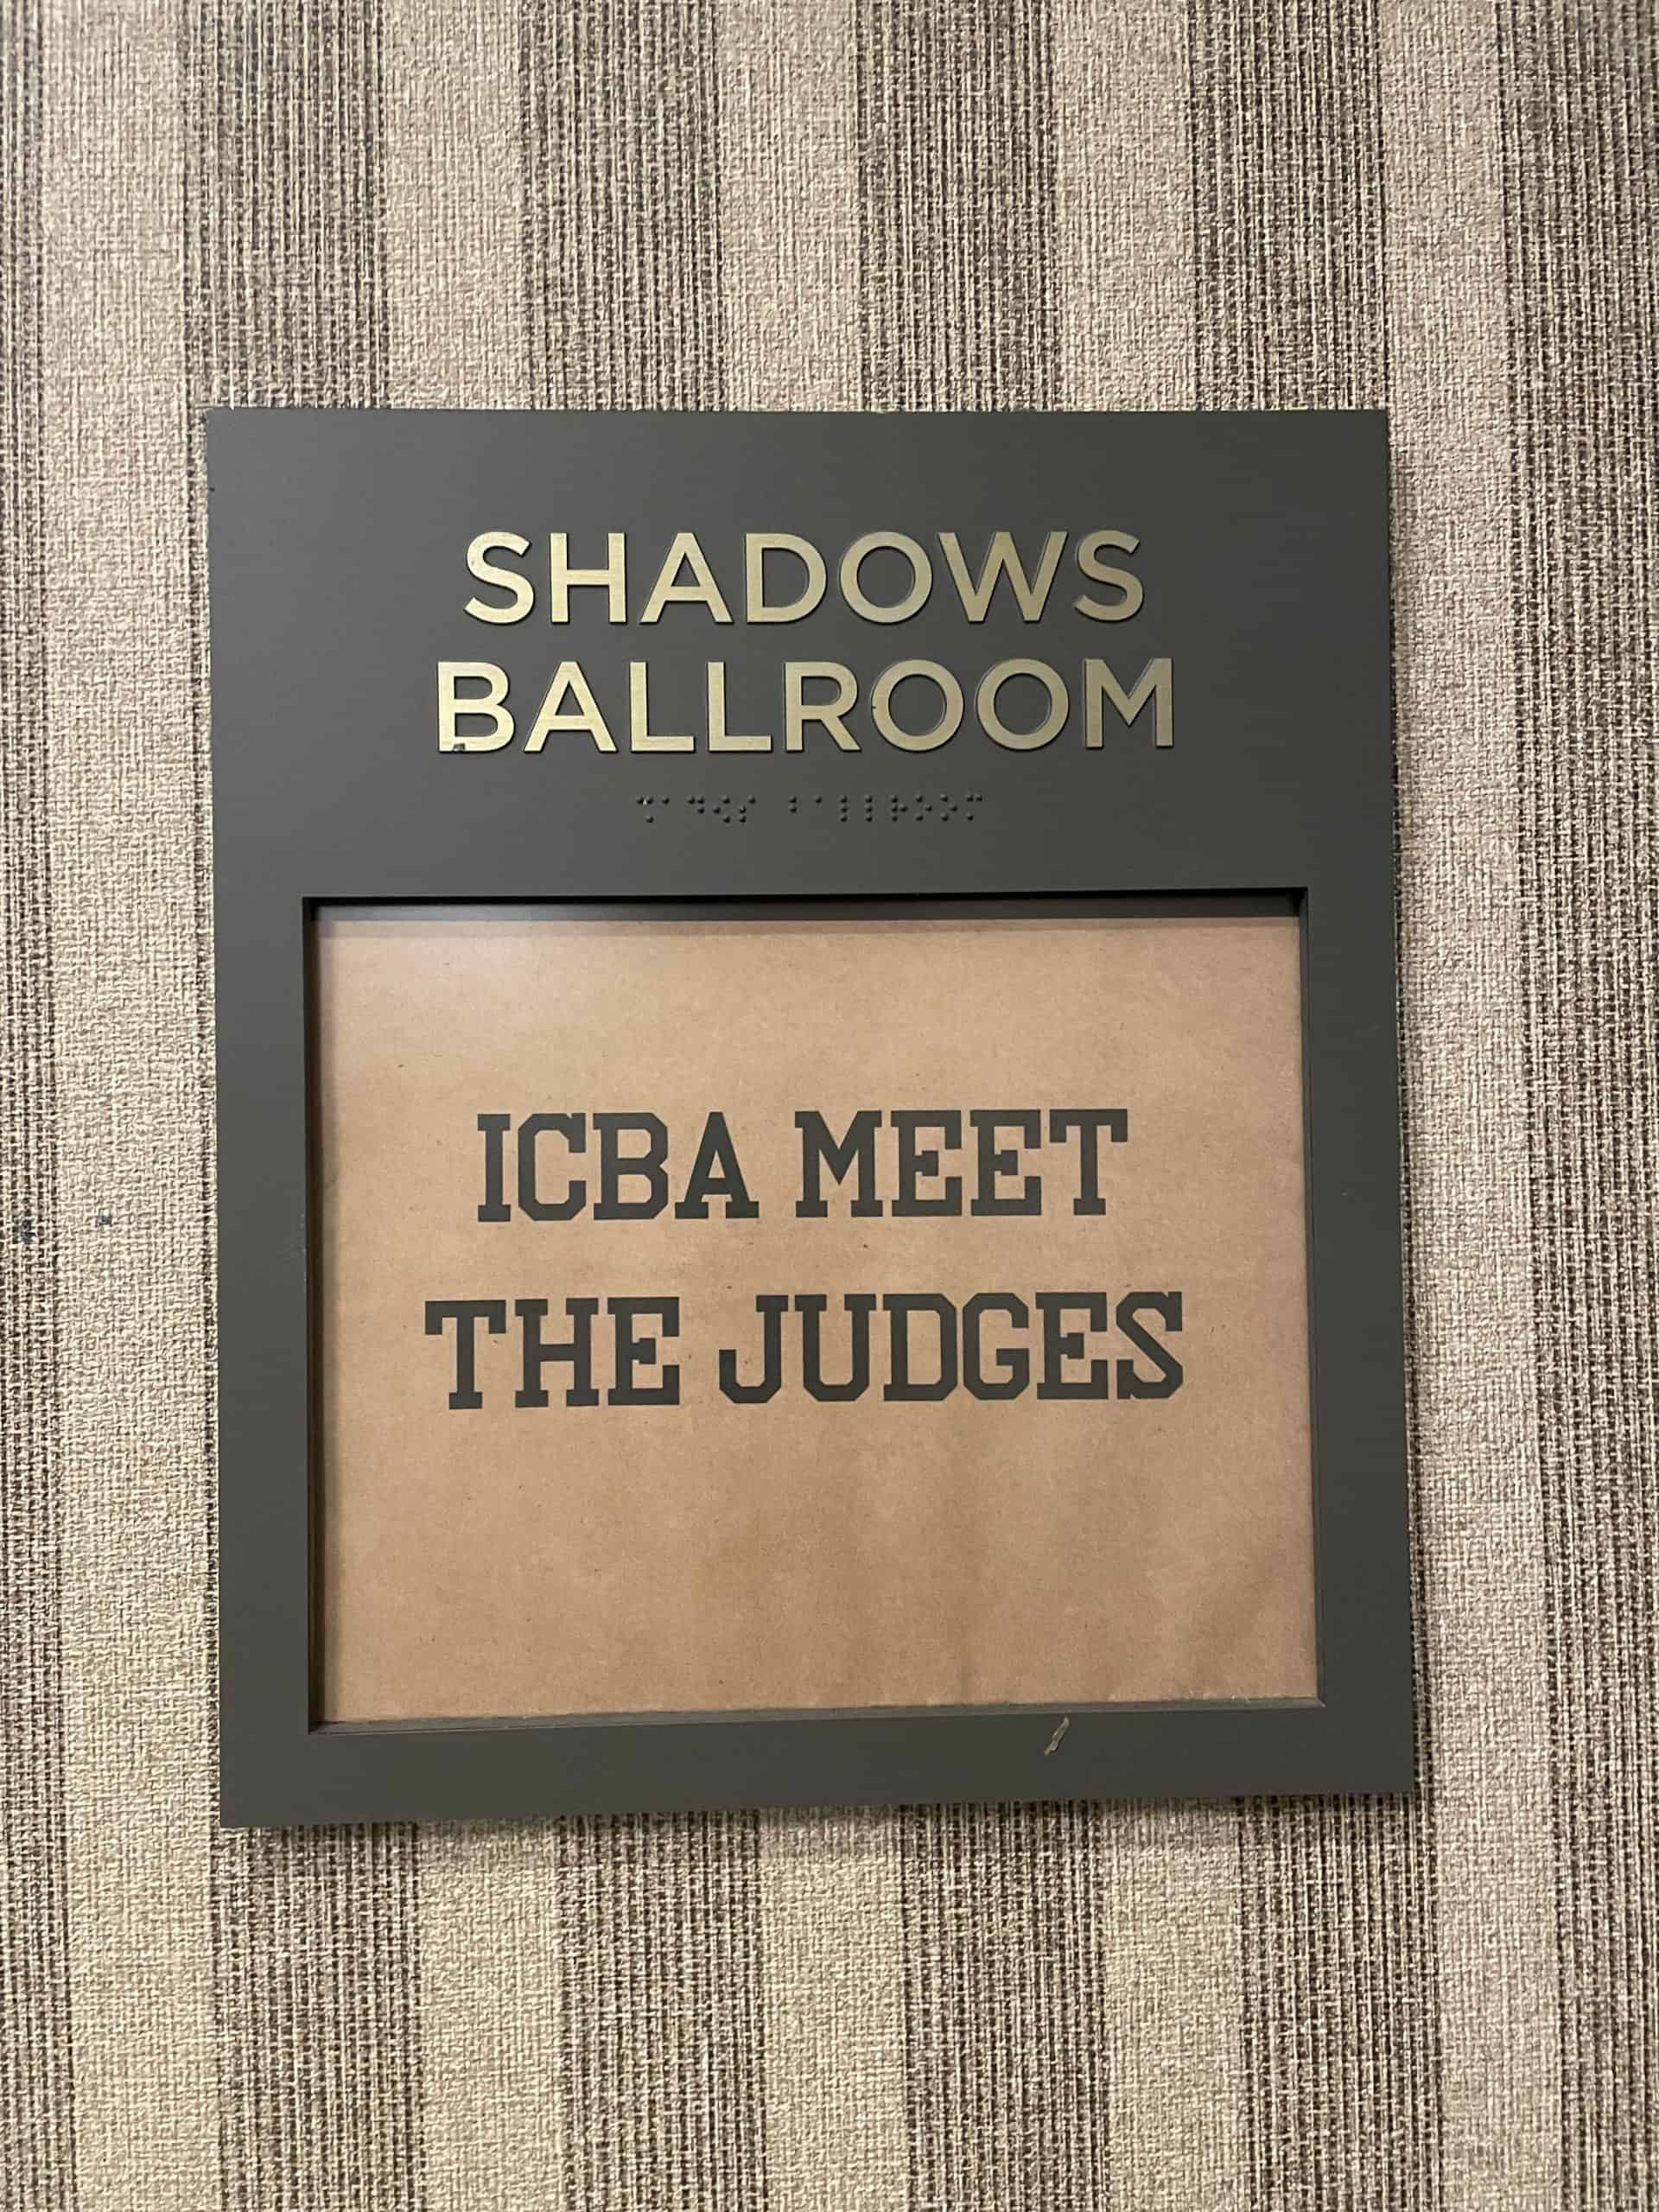 SHADOWS
BALLROOM
ICBA MEET
THE JUDGES